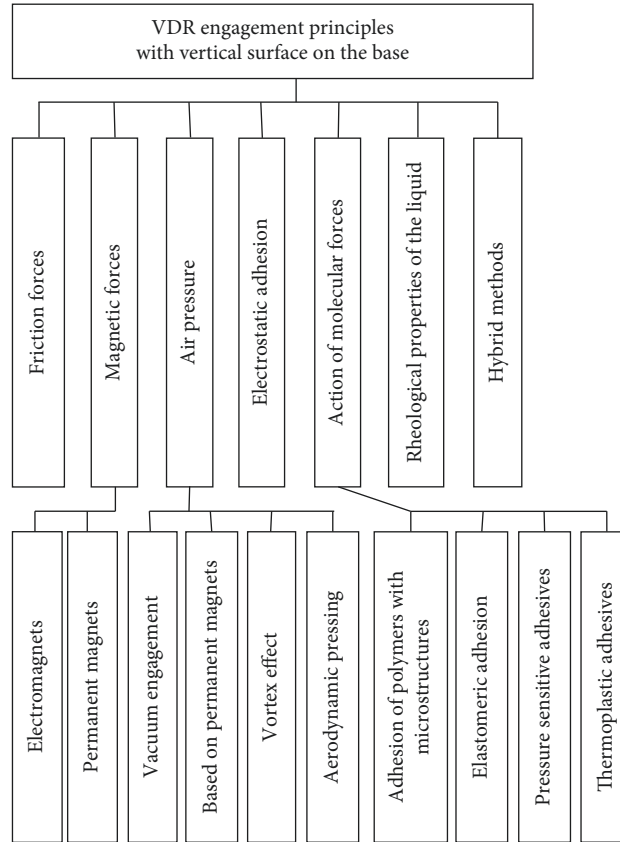 VDR engagement principles
with vertical surface on the base
Friction forces
Magnetic forces
Air pressure
Electrostatic adhesion
Action of molecular forces
Rheological properties of the liquid
Hybrid methods
Electromagnets
Permanent magnets
Vacuum engagement
Based on permanent magnets
Vortex effect
Aerodynamic pressing
Adhesion of polymers with
microstructures
Elastomeric adhesion
Pressure sensitive adhesives
Thermoplastic adhesives